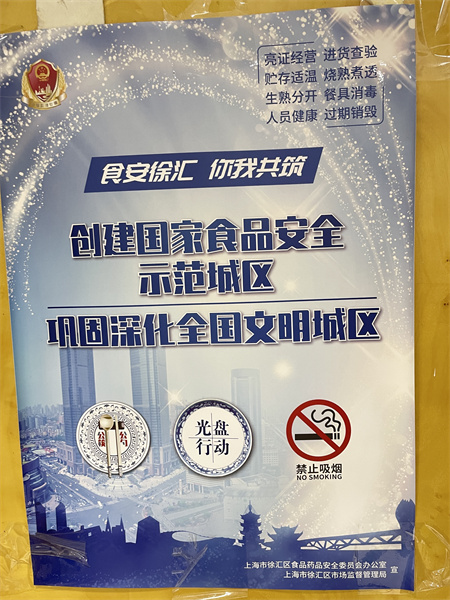 亮证经营 进货查验
贮存适温 烧熟煮透
生熟分开 餐具消毒
人员健康 过期销毁
食安徐汇 你我共筑
创建国家食品安全
示范城区
巩固深化全国文明城区
公筷 公勺
光盘
行动
禁止吸烟
NO SMOKING
上海市徐汇区食品药品安全委员会办公室
上海市徐汇区市场监督管理局
宣